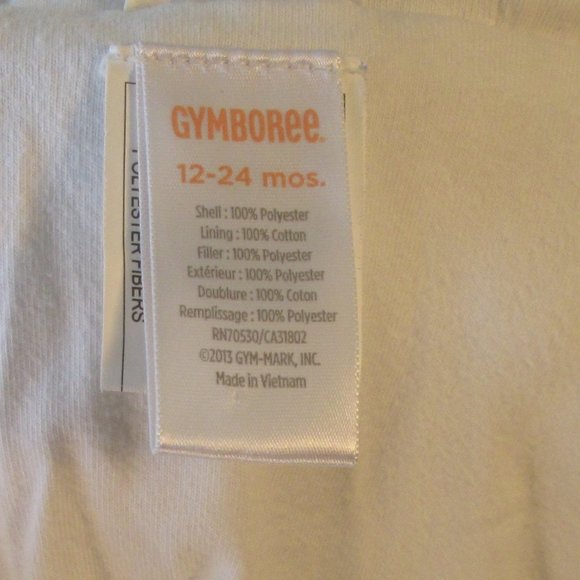 GYMBOREE
12-24 mos.
Shell : 100% Polyester
Lining : 100% Cotton
Filler : 100% Polyester
Extérieur : 100% Polyester
Doublure : 100% Coton
Remplissage : 100% Polyester
RN70530/CA31802
©2013 GYM-MARK, INC.
Made in Vietnam
POLYESTER FIBERS